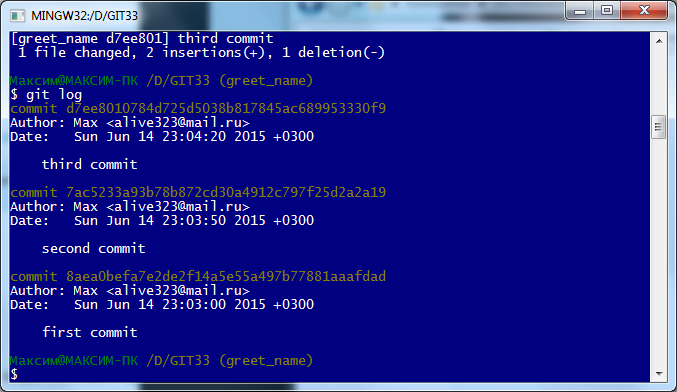 MINGW32:/D/GIT33
[greet_name d7ee801] third commit
1 file changed, 2 insertions(+), 1 deletion(-)
Максим@МАКСИМ-ПК /D/GIT33 (greet_name)
$ git log
commit d7ee8010784d725d5038b817845ac689953330f9
Author: Max <alive323@mail.ru>
Date:   Sun Jun 14 23:04:20 2015 +0300
third commit
commit 7ac5233a93b78b872cd30a4912c797f25d2a2a19
Author: Max <alive323@mail.ru>
Date:   Sun Jun 14 23:03:50 2015 +0300
second commit
commit 8aea0befa7e2de2f14a5e55a497b77881aaafdad
Author: Max <alive323@mail.ru>
Date:   Sun Jun 14 23:03:00 2015 +0300
first commit
Максим@МАКСИМ-ПК /D/GIT33 (greet_name)
$